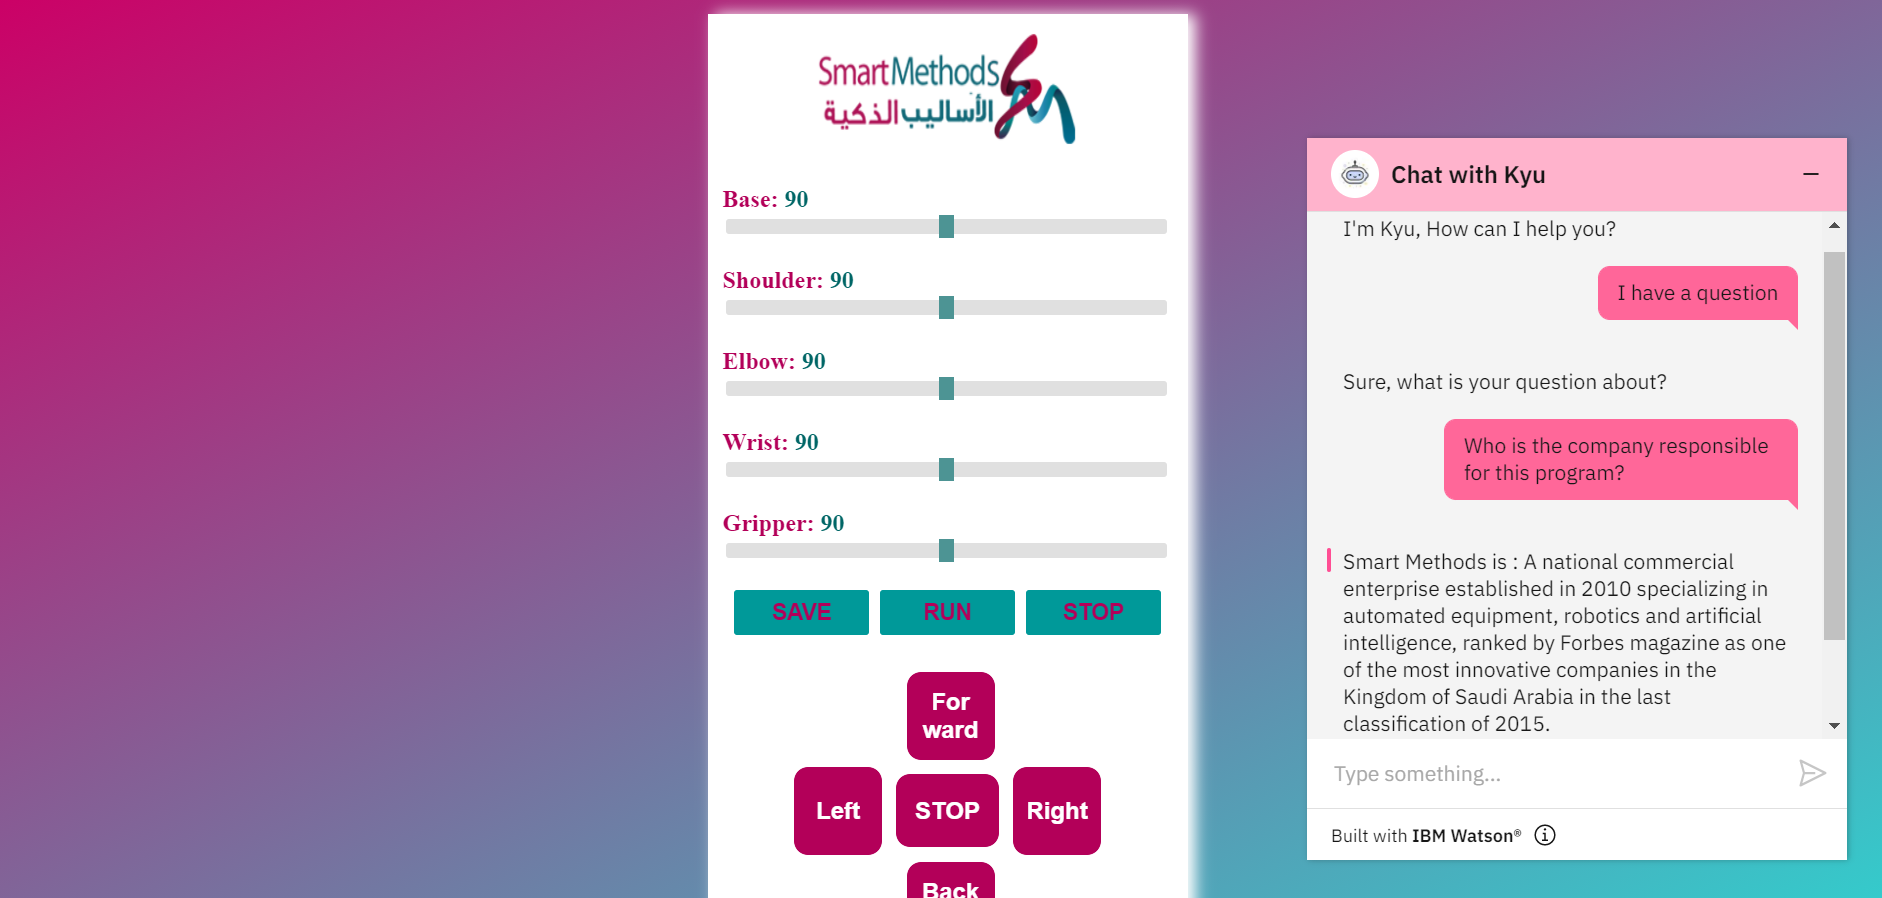 SmartMethods
الأساليب الذكية
Base: 90
Shoulder: 90
Elbow: 90
Wrist: 90
Gripper: 90
SAVE RUN STOP
For
ward
Left STOP Right
Back
Chat with Kyu
I'm Kyu, How can I help you?
I have a question
Sure, what is your question about?
Who is the company responsible
for this program?
Smart Methods is : A national commercial
enterprise established in 2010 specializing in
automated equipment, robotics and artificial
intelligence, ranked by Forbes magazine as one
of the most innovative companies in the
Kingdom of Saudi Arabia in the last
classification of 2015.
Type something...
Built with IBM Watson®